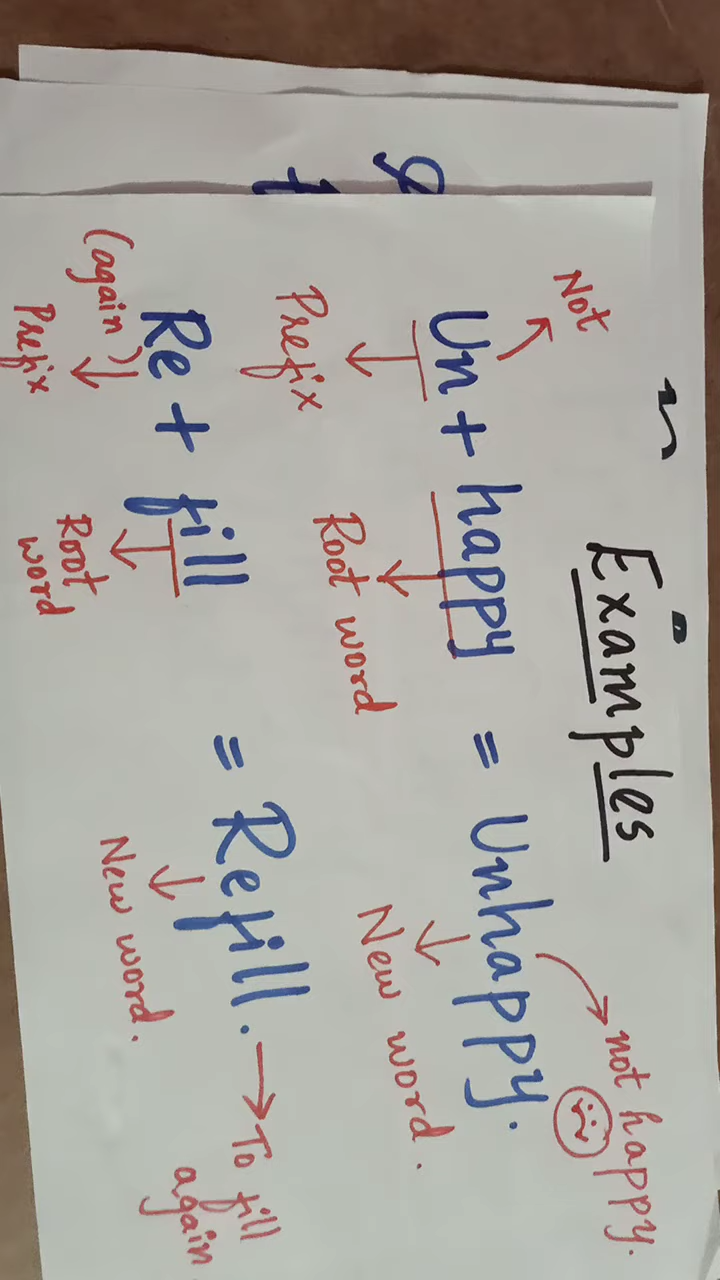 Examples
Not
not happy.
Un + happy = Unhappy.
Prefix
Root word
New word.
Re + fill = Refill. → To fill again
(again)
Prefix
Root word
New word.